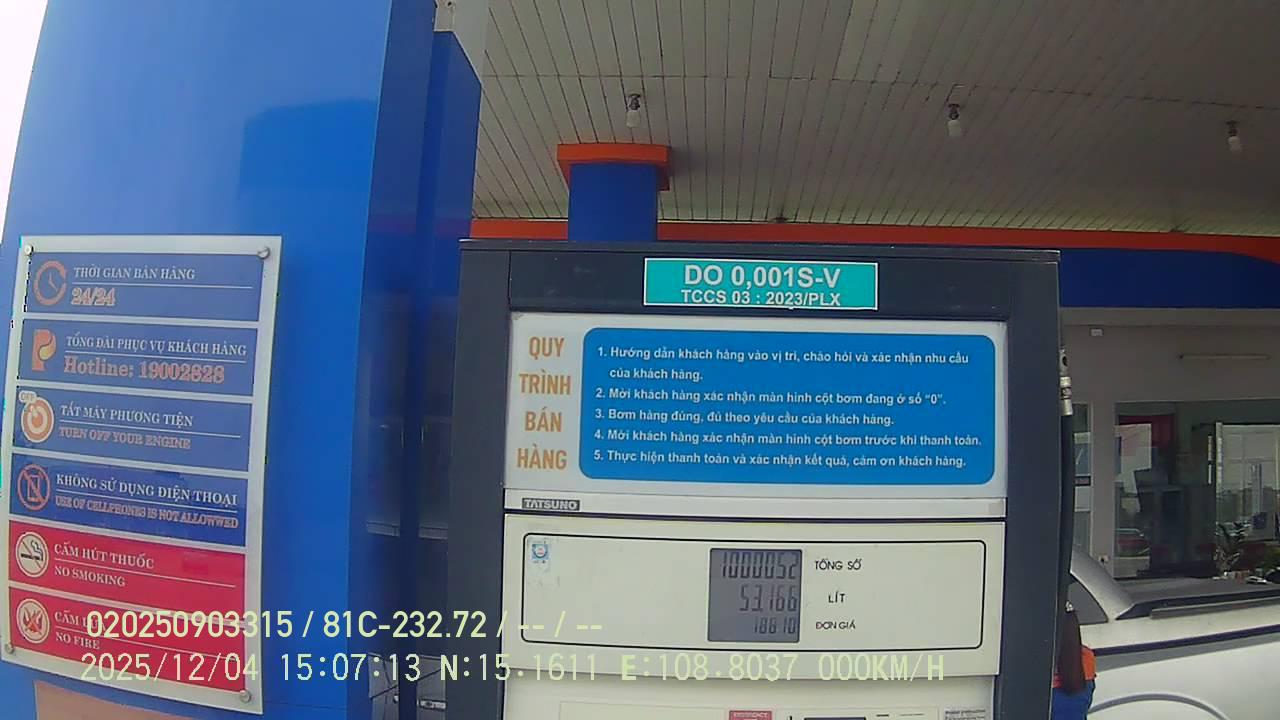 THỜI GIAN BÁN HÀNG
24/24
TỔNG ĐÀI PHỤC VỤ KHÁCH HÀNG
Hotline: 19002828
OFF
TẮT MÁY PHƯƠNG TIỆN
TURN OFF YOUR ENGINE
KHÔNG SỬ DỤNG ĐIỆN THOẠI
USE OF CELLPHONES IS NOT ALLOWWED
CẤM HÚT THUỐC
NO SMOKING
CẤM
NO FIRE
DO 0,001S-V
TCCS 03 : 2023/PLX
QUY
TRÌNH
BÁN
HÀNG
1. Hướng dẫn khách hàng vào vị trí, chào hỏi và xác nhận nhu cầu
của khách hàng.
2. Mời khách hàng xác nhận màn hình cột bơm đang ở số "0".
3. Bơm hàng đúng, đủ theo yêu cầu của khách hàng.
4. Mời khách hàng xác nhận màn hình cột bơm trước khi thanh toán.
5. Thực hiện thanh toán và xác nhận kết quả, cảm ơn khách hàng.
TATSUNO
1000052 TỔNG SỐ
53.166 LÍT
18810 ĐƠN GIÁ
020250903315 / 81C-232.72 / -- / --
2025/12/04 15:07:13 N:15.1611 E:108.8037 000KM/H